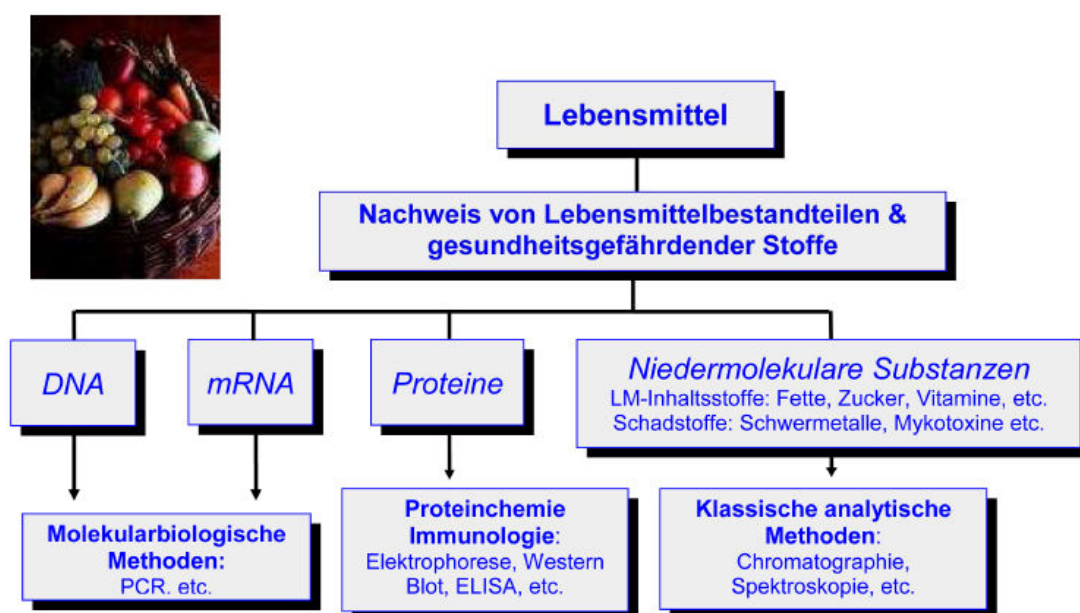 Lebensmittel
Nachweis von Lebensmittelbestandteilen &
gesundheitsgefährdender Stoffe
DNA
mRNA
Proteine
Niedermolekulare Substanzen
LM-Inhaltsstoffe: Fette, Zucker, Vitamine, etc.
Schadstoffe: Schwermetalle, Mykotoxine etc.
Molekularbiologische
Methoden:
PCR. etc.
Proteinchemie
Immunologie:
Elektrophorese, Western
Blot, ELISA, etc.
Klassische analytische
Methoden:
Chromatographie,
Spektroskopie, etc.